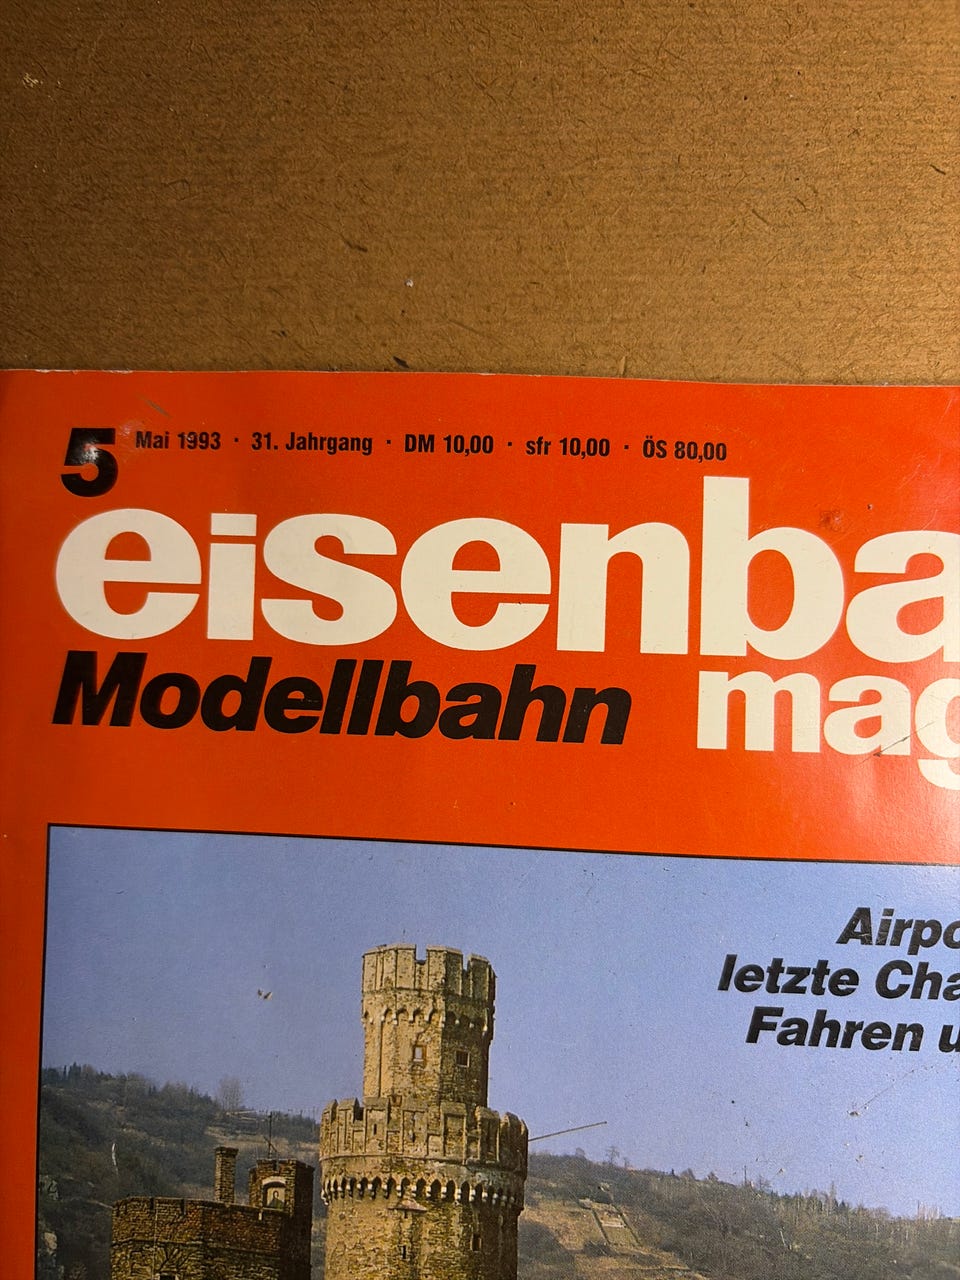 5 Mai 1993 · 31. Jahrgang · DM 10,00 · sfr 10,00 · ÖS 80,00
eisenba
Modellbahn mag
Airpo
letzte Cha
Fahren u